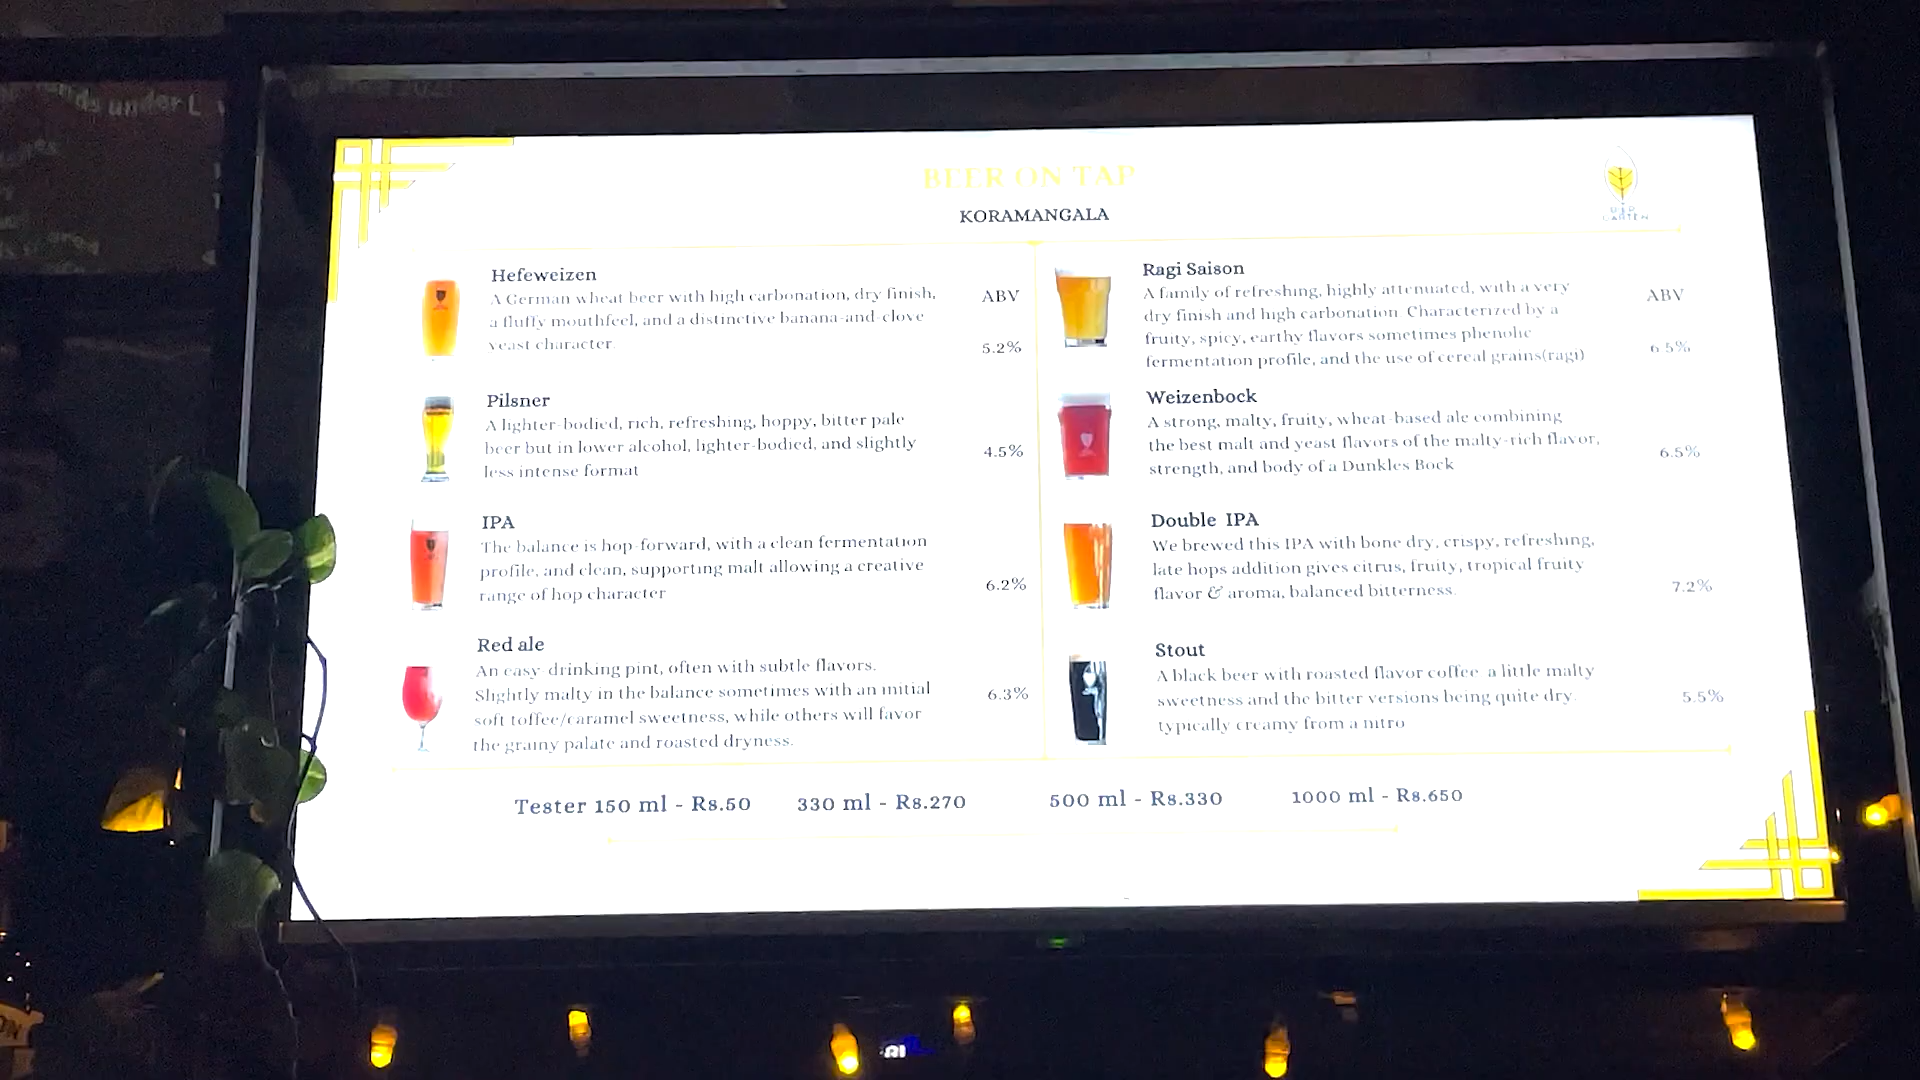 BEER ON TAP
KORAMANGALA
BIER
GARTEN
Hefeweizen
A German wheat beer with high carbonation, dry finish,
a fluffy mouthfeel, and a distinctive banana-and-clove
yeast character.
ABV
5.2%
Pilsner
A lighter-bodied, rich, refreshing, hoppy, bitter pale
beer but in lower alcohol, lighter-bodied, and slightly
less intense format
4.5%
IPA
The balance is hop-forward, with a clean fermentation
profile, and clean, supporting malt allowing a creative
range of hop character
6.2%
Red ale
An easy-drinking pint, often with subtle flavors.
Slightly malty in the balance sometimes with an initial
soft toffee/caramel sweetness, while others will favor
the grainy palate and roasted dryness.
6.3%
Ragi Saison
A family of refreshing, highly attenuated, with a very
dry finish and high carbonation. Characterized by a
fruity, spicy, earthy flavors sometimes phenolic
fermentation profile, and the use of cereal grains(ragi)
ABV
6.5%
Weizenbock
A strong, malty, fruity, wheat-based ale combining
the best malt and yeast flavors of the malty-rich flavor,
strength, and body of a Dunkles Bock
6.5%
Double IPA
We brewed this IPA with bone dry, crispy, refreshing,
late hops addition gives citrus, fruity, tropical fruity
flavor & aroma, balanced bitterness.
7.2%
Stout
A black beer with roasted flavor coffee a little malty
sweetness and the bitter versions being quite dry.
typically creamy from a nitro
5.5%
Tester 150 ml - Rs.50 330 ml - Rs.270 500 ml - Rs.330 1000 ml - Rs.650
under L